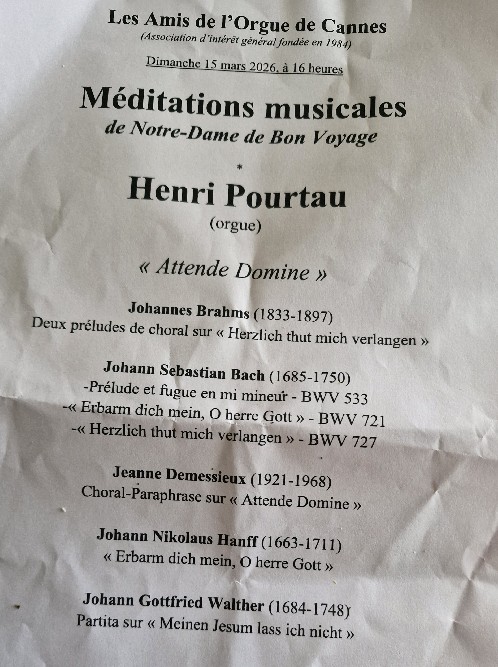 Les Amis de l'Orgue de Cannes
(Association d'intérêt général fondée en 1984)
Dimanche 15 mars 2026, à 16 heures
Méditations musicales
de Notre-Dame de Bon Voyage
*
Henri Pourtau
(orgue)
« Attende Domine »
Johannes Brahms (1833-1897)
Deux préludes de choral sur « Herzlich thut mich verlangen »
Johann Sebastian Bach (1685-1750)
-Prélude et fugue en mi mineur - BWV 533
-« Erbarm dich mein, O herre Gott » - BWV 721
-« Herzlich thut mich verlangen » - BWV 727
Jeanne Demessieux (1921-1968)
Choral-Paraphrase sur « Attende Domine »
Johann Nikolaus Hanff (1663-1711)
« Erbarm dich mein, O herre Gott »
Johann Gottfried Walther (1684-1748)
Partita sur « Meinen Jesum lass ich nicht »